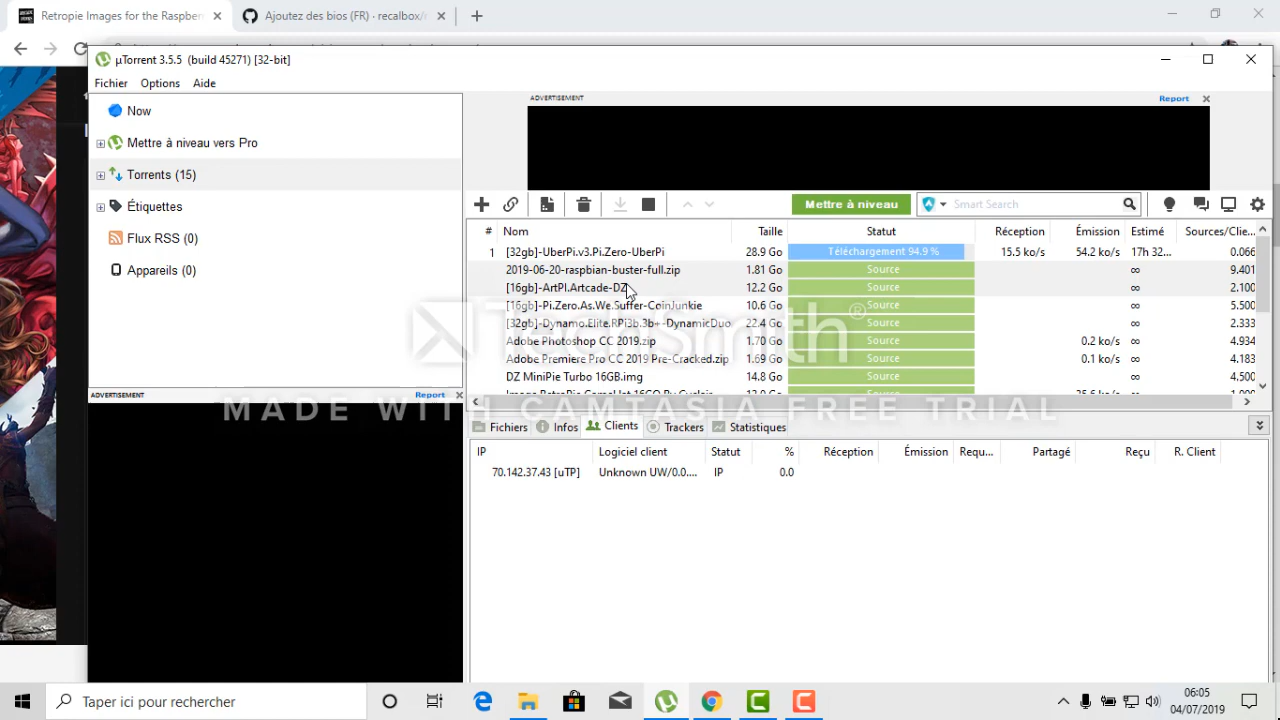 Retropie Images for the Raspber
Ajoutez des bios (FR) · recalbox/r
µTorrent 3.5.5 (build 45271) [32-bit]
Fichier Options Aide
Now
Mettre à niveau vers Pro
Torrents (15)
Étiquettes
Flux RSS (0)
Appareils (0)
ADVERTISEMENT Report
Mettre à niveau Smart Search
# Nom Taille Statut Réception Émission Estimé Sources/Clie...
1 [32gb]-UberPi.v3.Pi.Zero-UberPi 28.9 Go Téléchargement 94.9 % 15.5 ko/s 54.2 ko/s 17h 32... 0.066
2019-06-20-raspbian-buster-full.zip 1.81 Go Source ∞ 9.401
[16gb]-ArtPI.Artcade-DZ 12.2 Go Source ∞ 2.100
[16gb]-Pi.Zero.As.We.Suffer-CoinJunkie 10.6 Go Source ∞ 5.500
[32gb]-Dynamo.Elite.RPi3b.3b+-DynamicDuo 22.4 Go Source ∞ 2.333
Adobe Photoshop CC 2019.zip 1.70 Go Source 0.2 ko/s ∞ 4.934
Adobe Premiere Pro CC 2019 Pre-Cracked.zip 1.69 Go Source 0.1 ko/s ∞ 4.183
DZ MiniPie Turbo 16GB.img 14.8 Go Source ∞ 4.500
TechSmith®
ADVERTISEMENT Report
MADE WITH CAMTASIA FREE TRIAL
Fichiers Infos Clients Trackers Statistiques
IP Logiciel client Statut % Réception Émission Requ... Partagé Reçu R. Client
70.142.37.43 [uTP] Unknown UW/0.0.... IP 0.0
Taper ici pour rechercher
06:05
04/07/2019